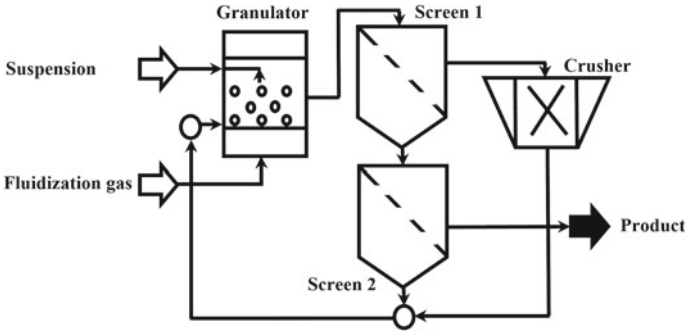 Granulator
Screen 1
Suspension
Crusher
Fluidization gas
Product
Screen 2